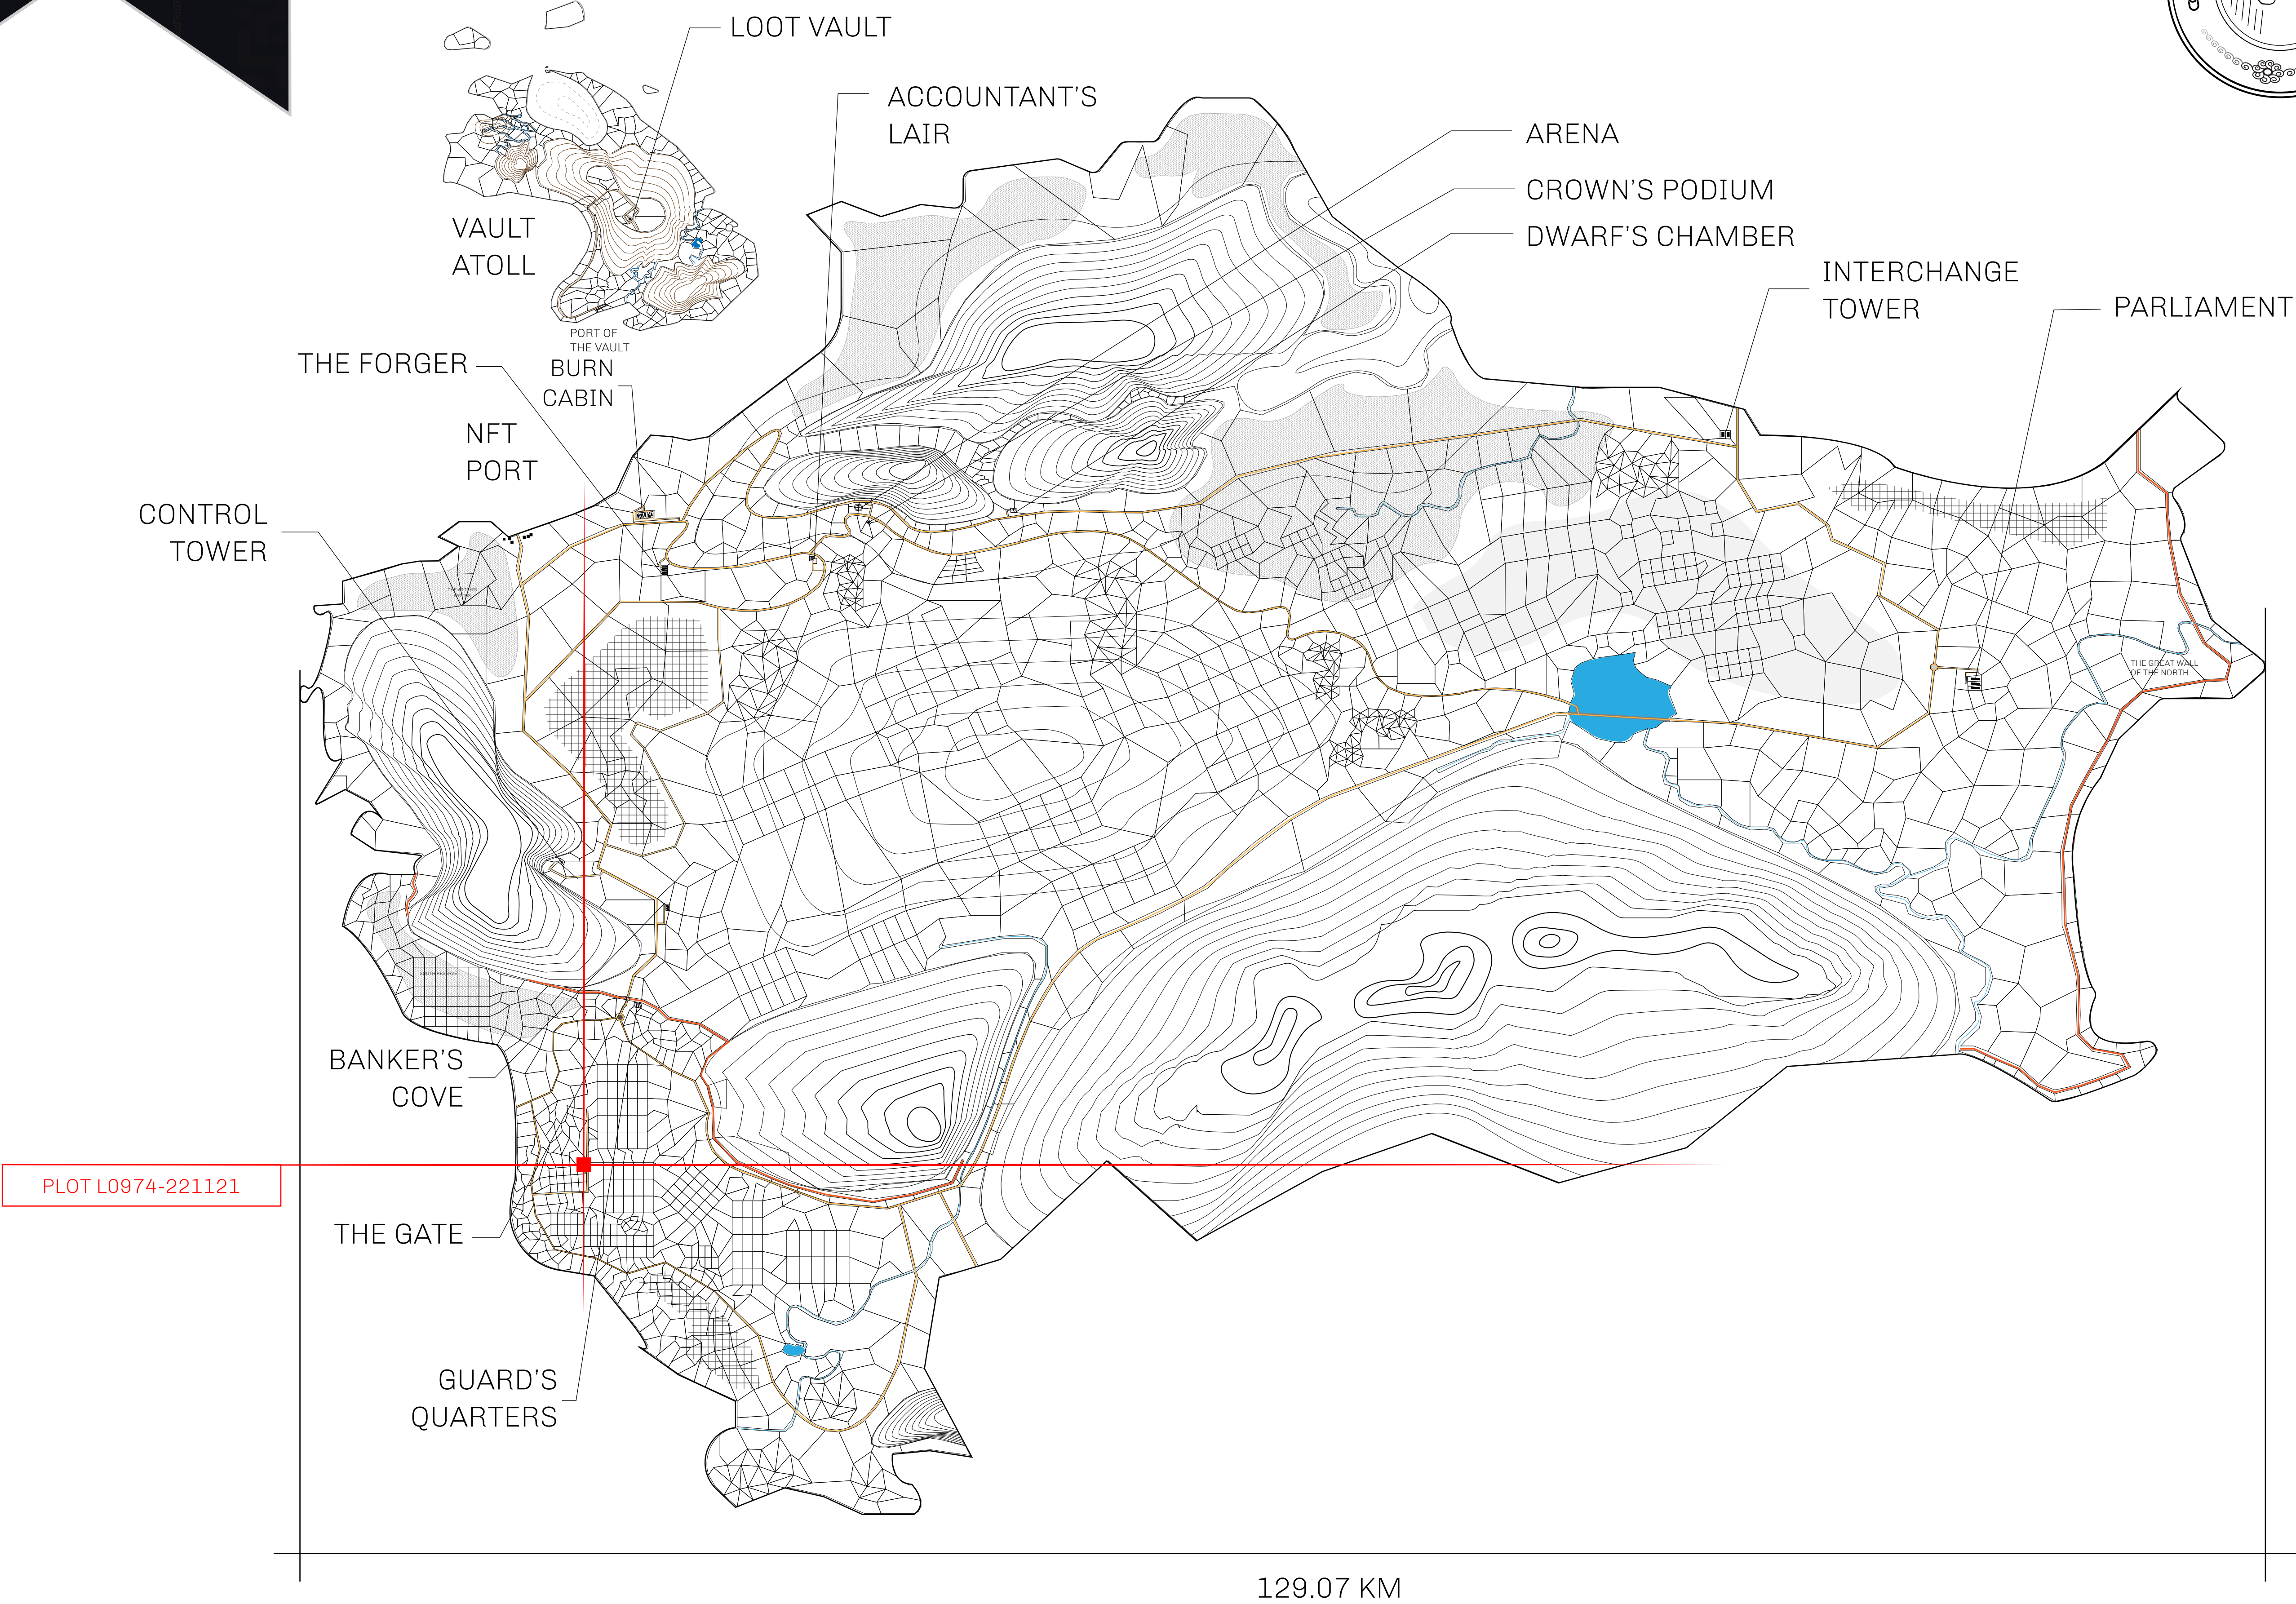 LOOT VAULT
ACCOUNTANT'S
LAIR
ARENA
CROWN'S PODIUM
DWARF'S CHAMBER
VAULT
ATOLL
INTERCHANGE
TOWER
PARLIAMENT
PORT OF
THE VAULT
THE FORGER
BURN
CABIN
NFT
PORT
CONTROL
TOWER
THE GREAT WALL
OF THE NORTH
SOUTH RESERVE
BANKER'S
COVE
PLOT L0974-221121
THE GATE
GUARD'S
QUARTERS
129.07 KM